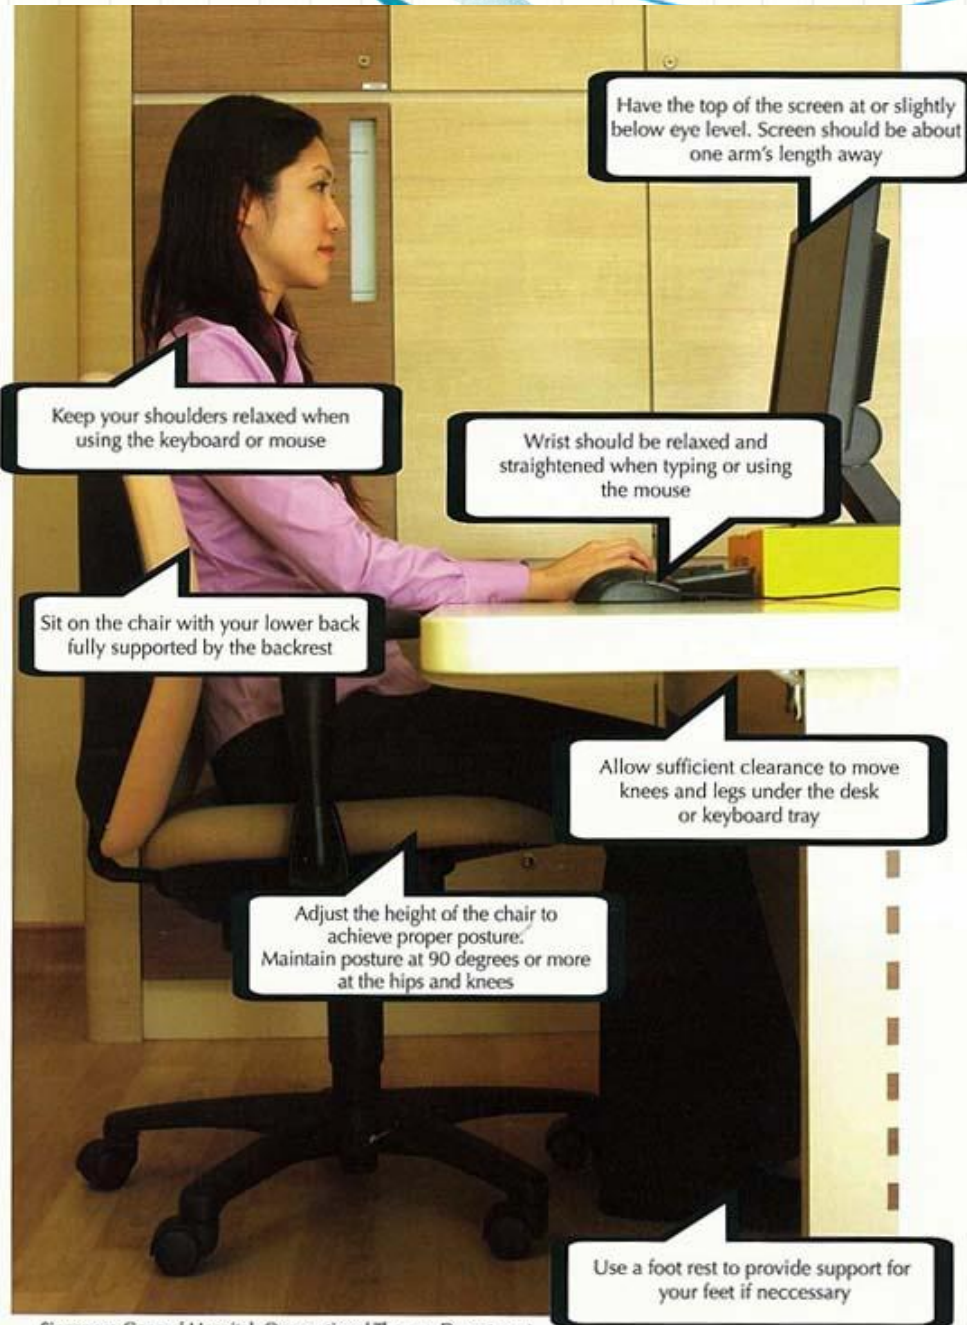 Have the top of the screen at or slightly
below eye level. Screen should be about
one arm's length away
Keep your shoulders relaxed when
using the keyboard or mouse
Wrist should be relaxed and
straightened when typing or using
the mouse
Sit on the chair with your lower back
fully supported by the backrest
Allow sufficient clearance to move
knees and legs under the desk
or keyboard tray
Adjust the height of the chair to
achieve proper posture.
Maintain posture at 90 degrees or more
at the hips and knees
Use a foot rest to provide support for
your feet if neccessary